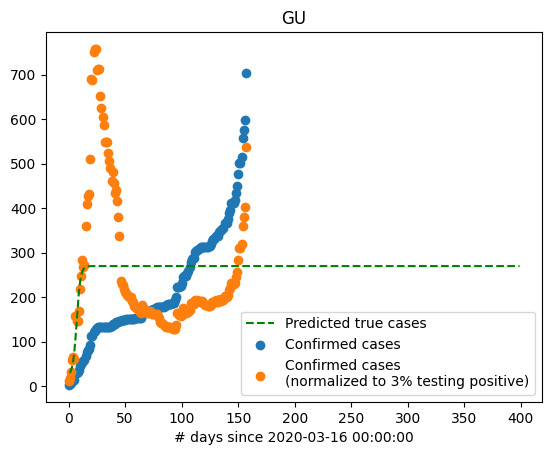 GU
700
600
500
400
300
200
100
0
Predicted true cases
Confirmed cases
Confirmed cases
(normalized to 3% testing positive)
0 50 100 150 200 250 300 350 400
# days since 2020-03-16 00:00:00